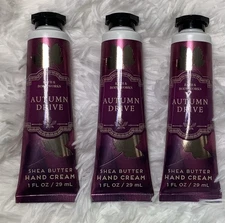 AUTUMN
DRIVE
SHEA BUTTER
HAND CREAM
1 FL OZ / 29 mL
AUTUMN
DRIVE
SHEA BUTTER
HAND CREAM
1 FL OZ / 29 mL
AUTUMN
DRIVE
SHEA BUTTER
HAND CREAM
1 FL OZ / 29 mL